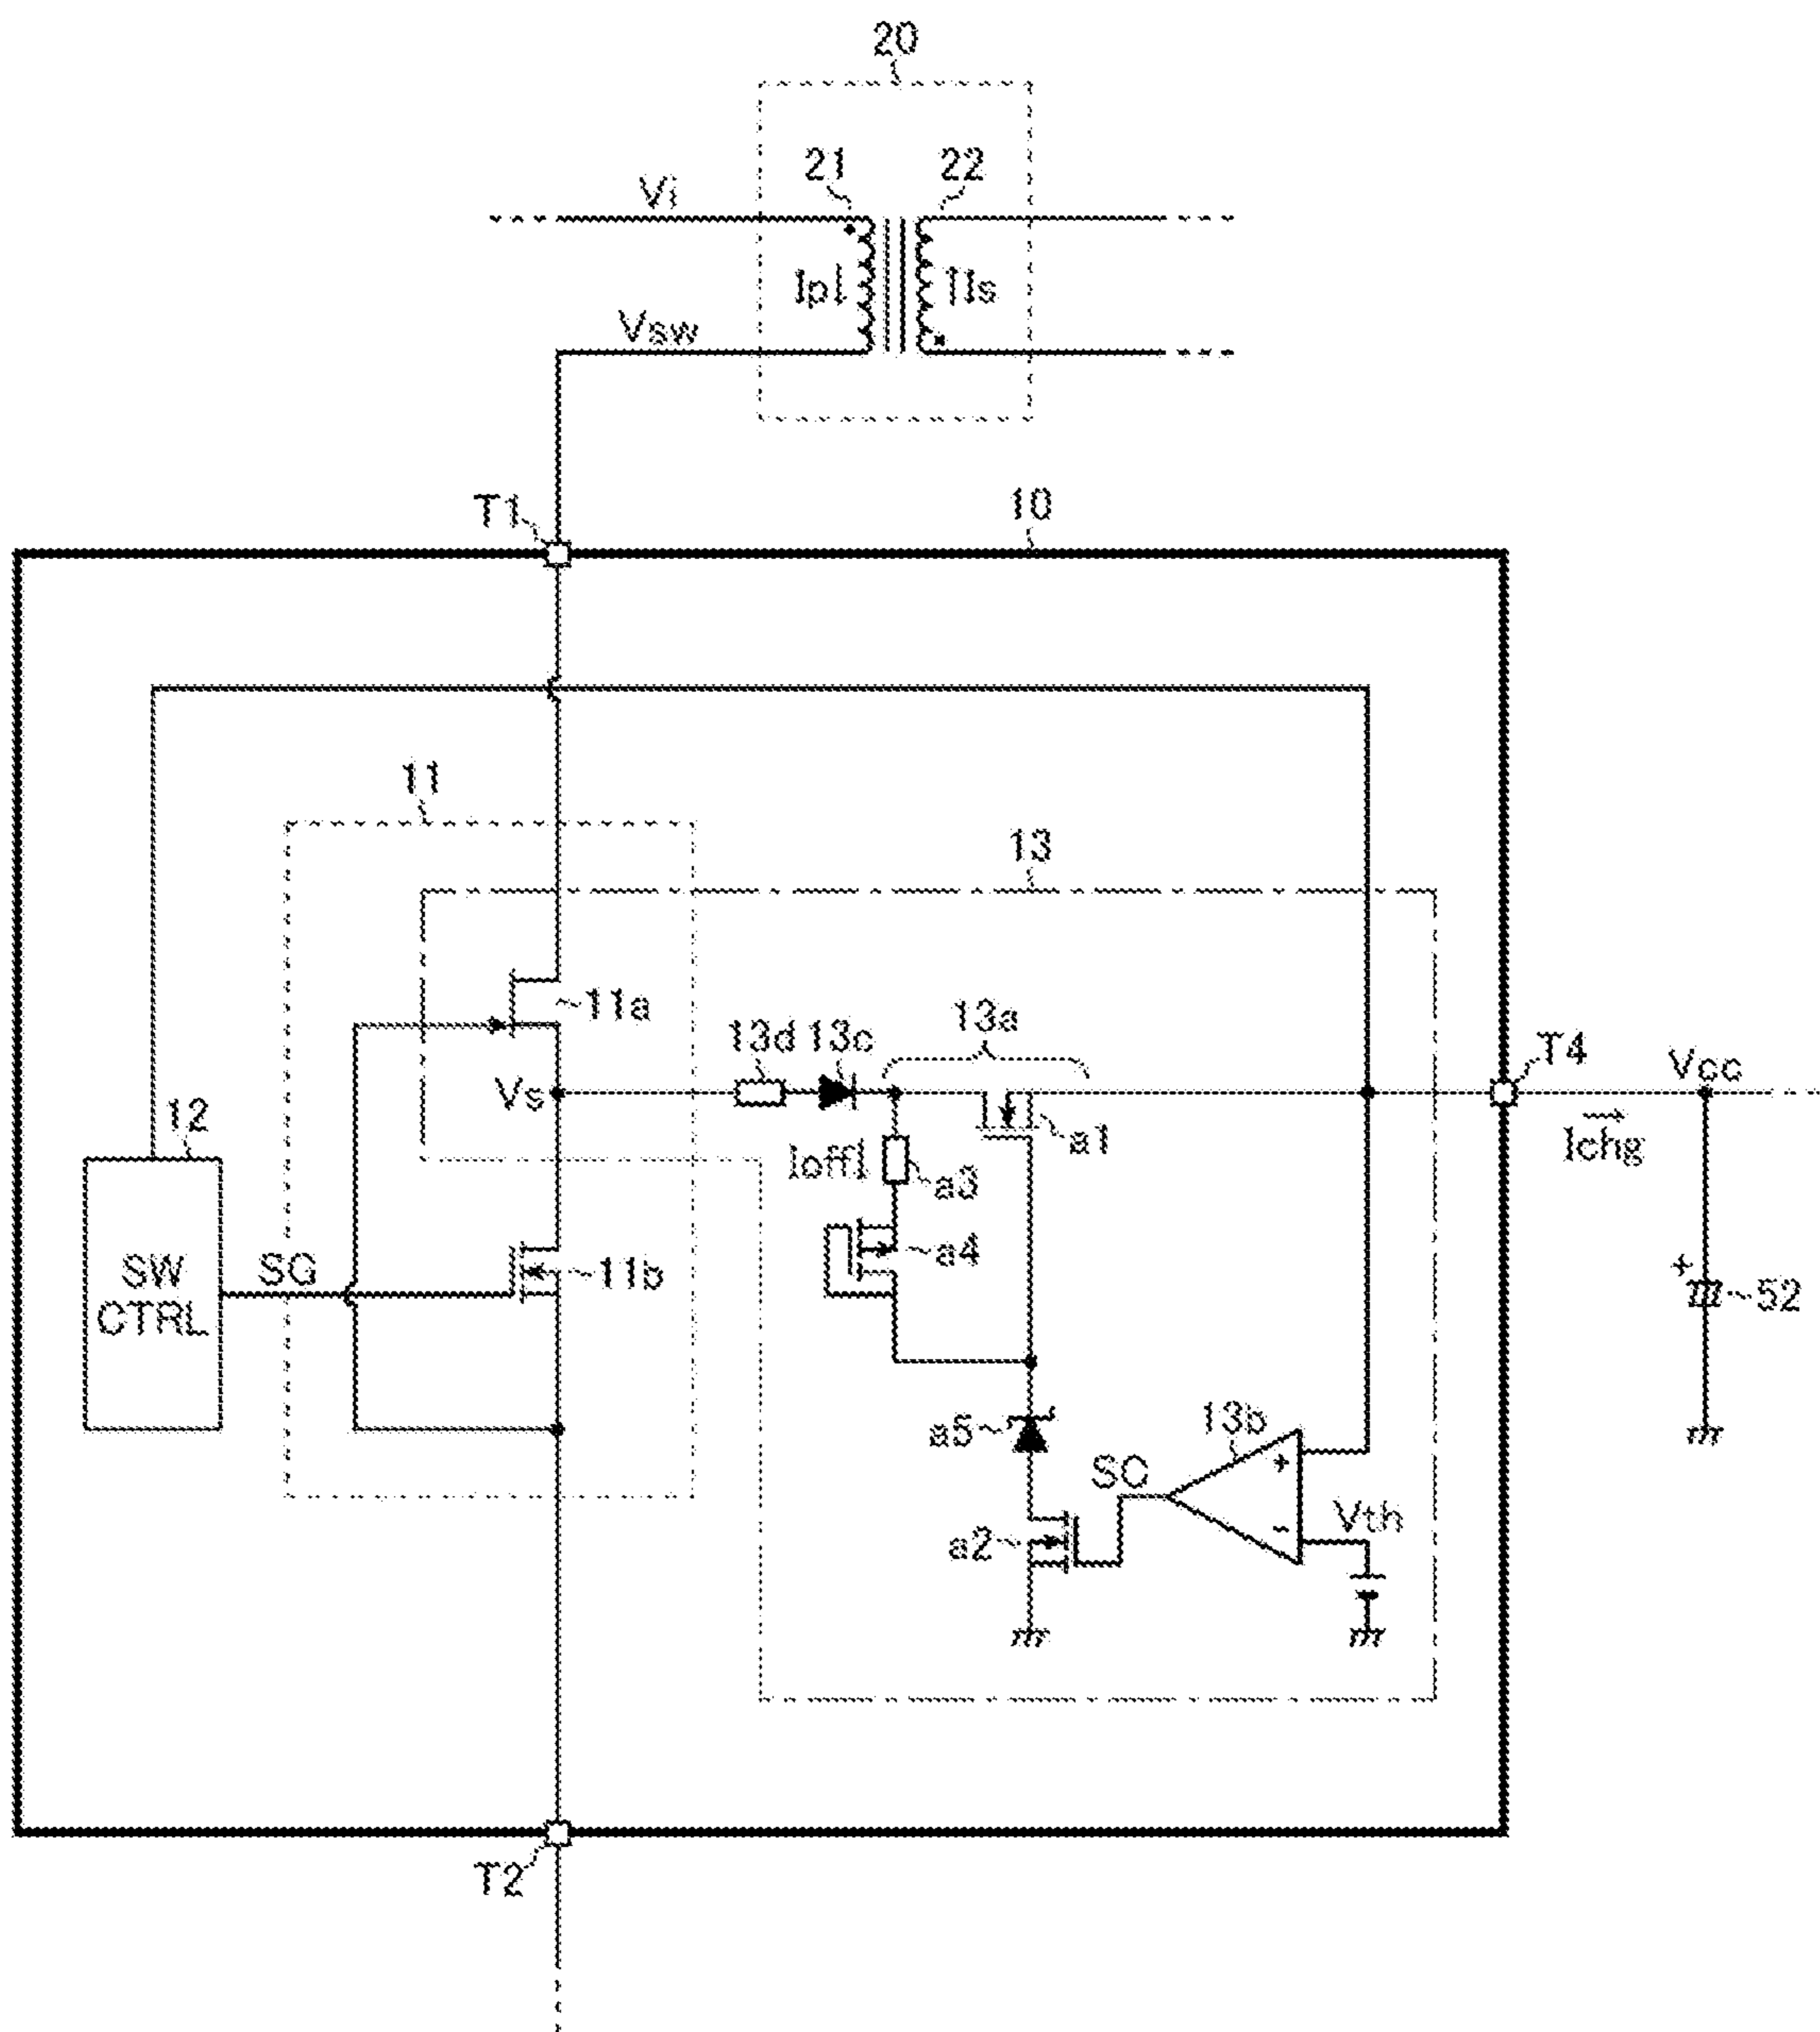 20
21
22
Vi
Ip
Is
Vsw
T1
10
11
13
11a
13d
13c
13a
T4
Vcc
Vs
12
a1
Ichg
Ioff
a3
SW
CTRL
SG
11b
a4
+
52
a5
13b
SC
+
a2
-
Vth
T2